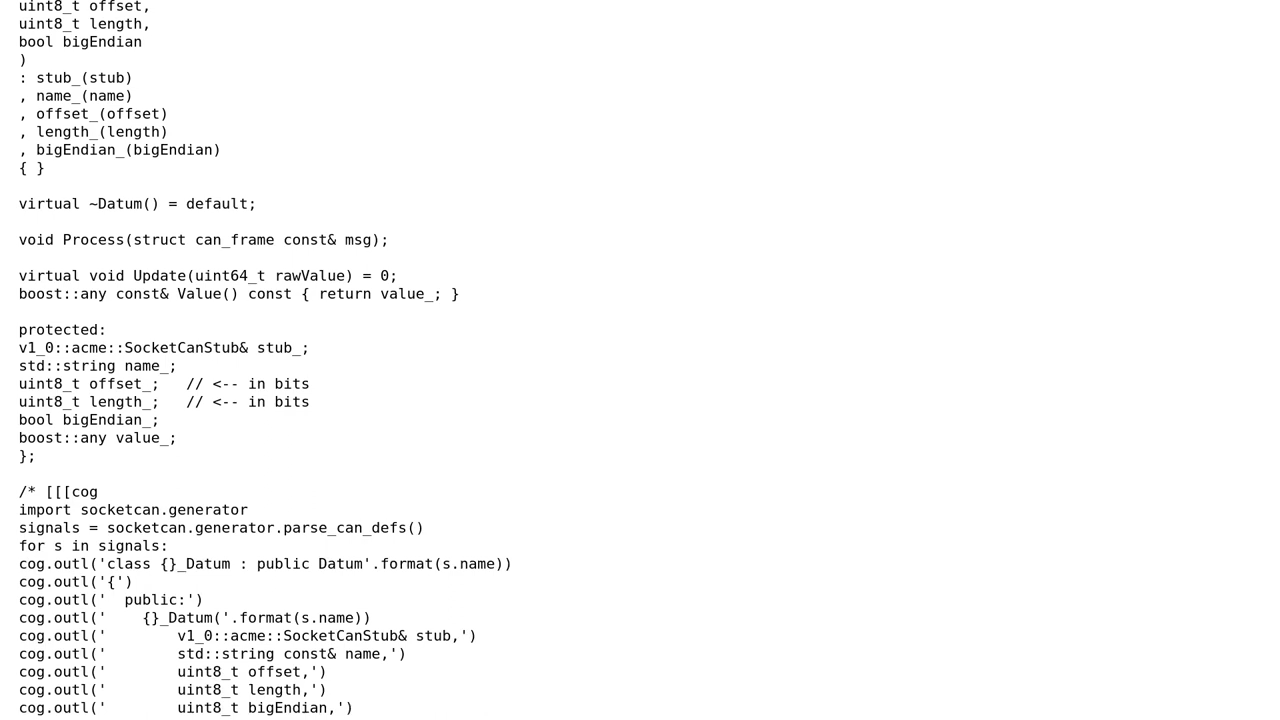 uint8_t offset,
uint8_t length,
bool bigEndian
)
: stub_(stub)
, name_(name)
, offset_(offset)
, length_(length)
, bigEndian_(bigEndian)
{ }
virtual ~Datum() = default;
void Process(struct can_frame const& msg);
virtual void Update(uint64_t rawValue) = 0;
boost::any const& Value() const { return value_; }
protected:
v1_0::acme::SocketCanStub& stub_;
std::string name_;
uint8_t offset_;   // <-- in bits
uint8_t length_;   // <-- in bits
bool bigEndian_;
boost::any value_;
};
/* [[[cog
import socketcan.generator
signals = socketcan.generator.parse_can_defs()
for s in signals:
cog.outl('class {}_Datum : public Datum'.format(s.name))
cog.outl('{')
cog.outl('  public:')
cog.outl('    {}_Datum('.format(s.name))
cog.outl('        v1_0::acme::SocketCanStub& stub,')
cog.outl('        std::string const& name,')
cog.outl('        uint8_t offset,')
cog.outl('        uint8_t length,')
cog.outl('        uint8_t bigEndian,')